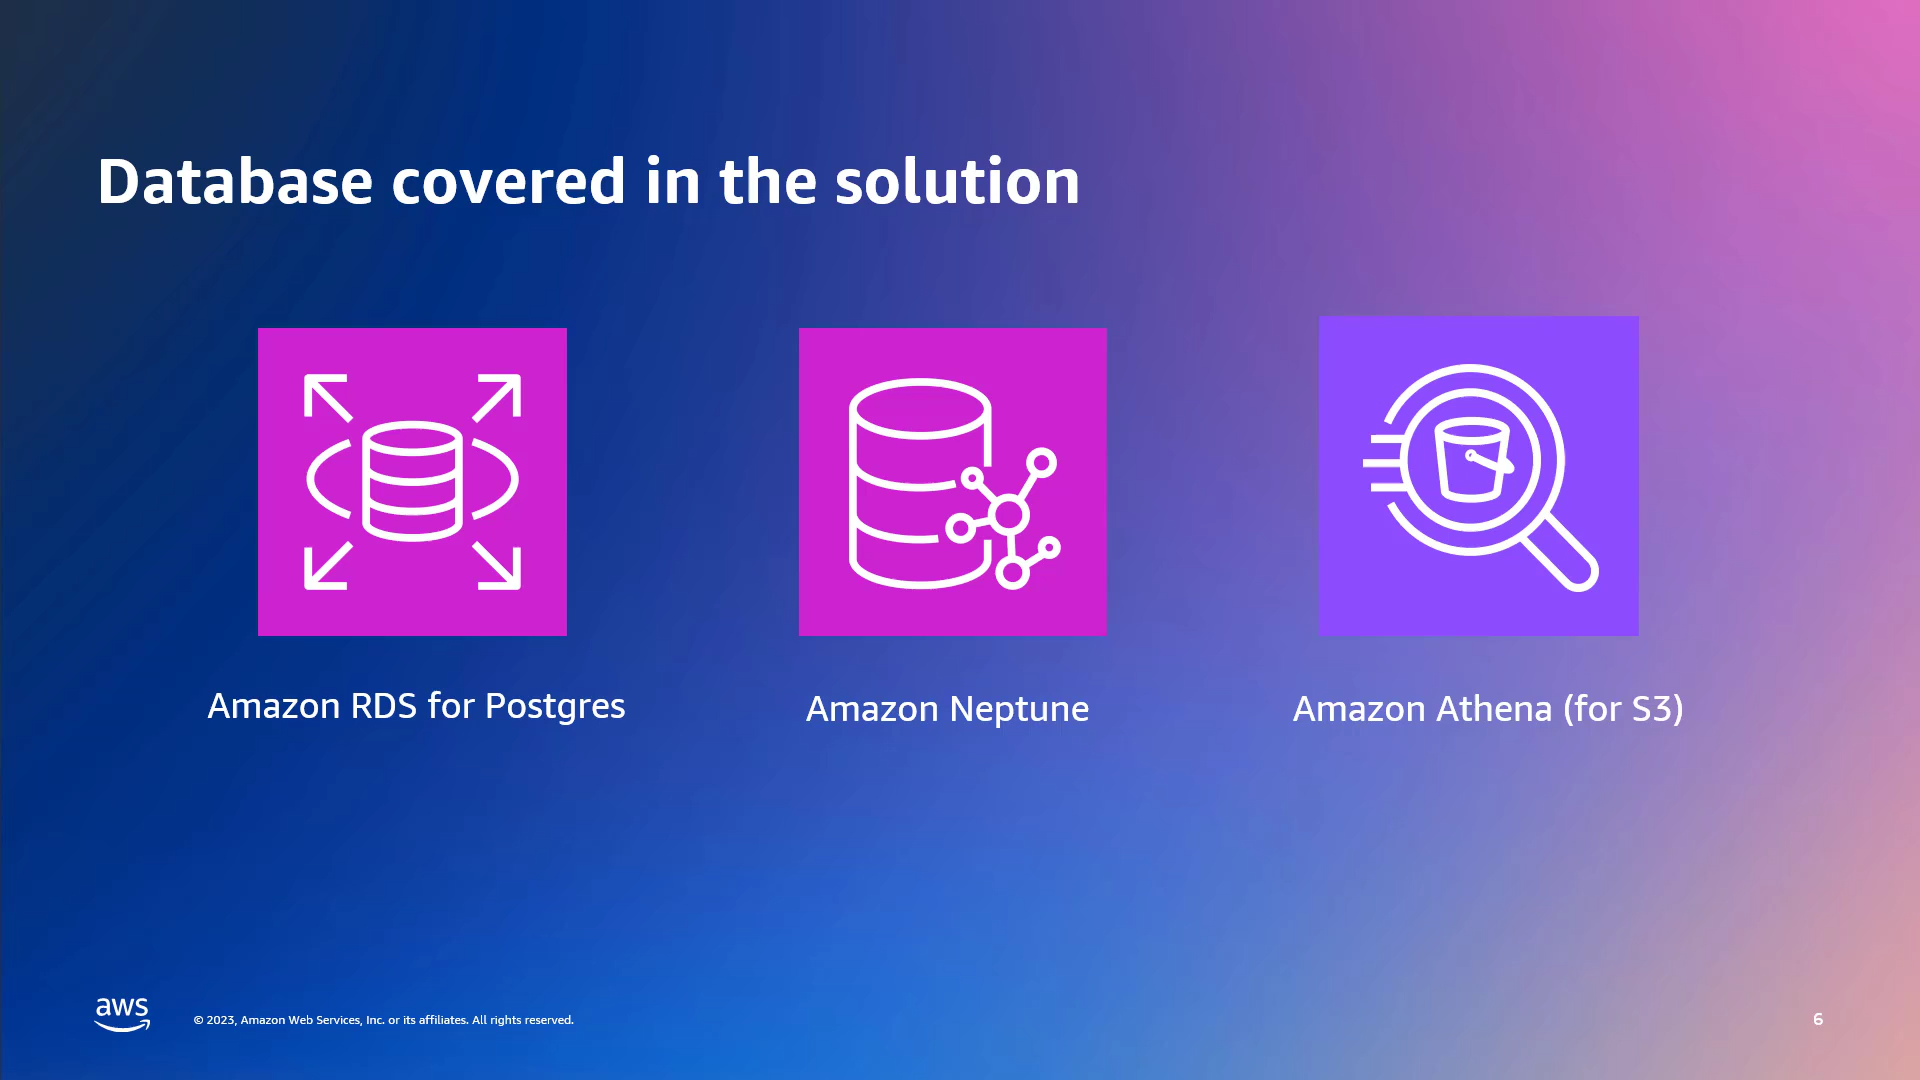 Database covered in the solution
Amazon RDS for Postgres
Amazon Neptune
Amazon Athena (for S3)
aws
© 2023, Amazon Web Services, Inc. or its affiliates. All rights reserved.
6